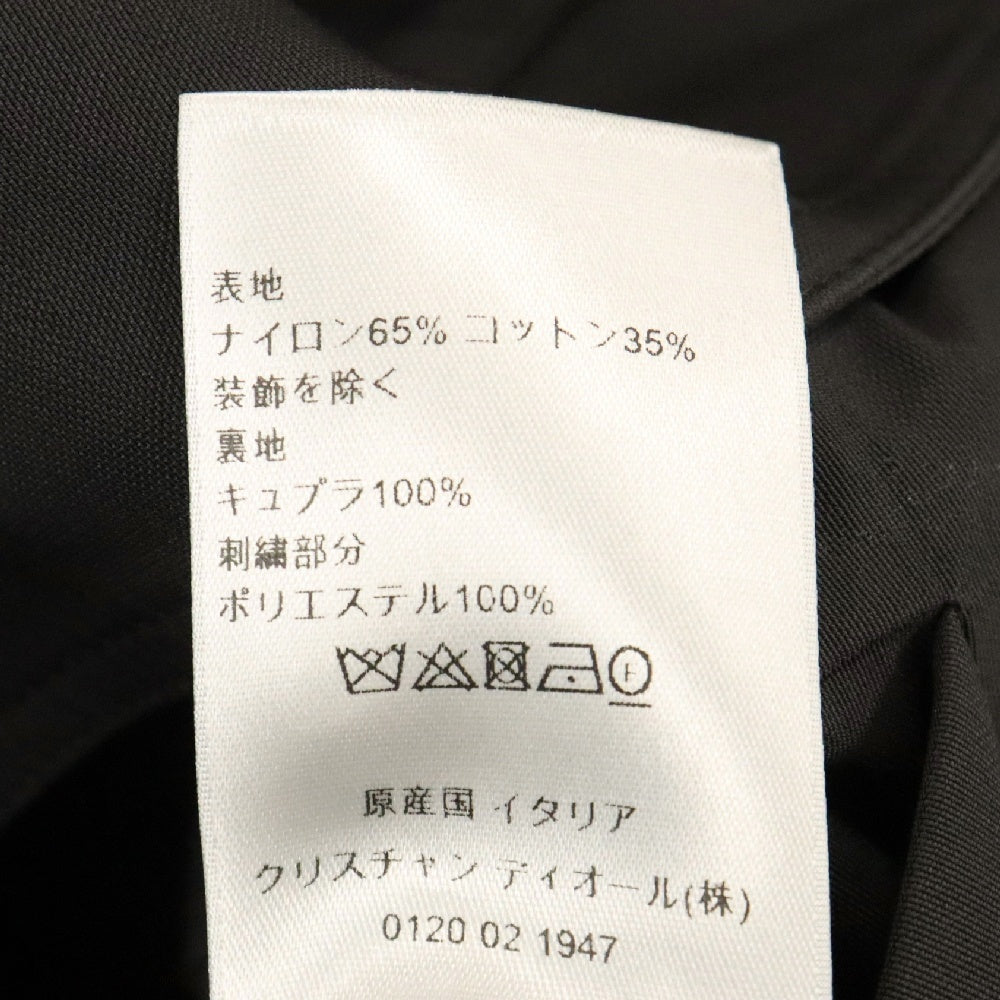 表地
ナイロン65% コットン35%
装飾を除く
裏地
キュプラ100%
刺繍部分
ポリエステル100%
F
原産国 イタリア
クリスチャン ディオール(株)
0120 02 1947